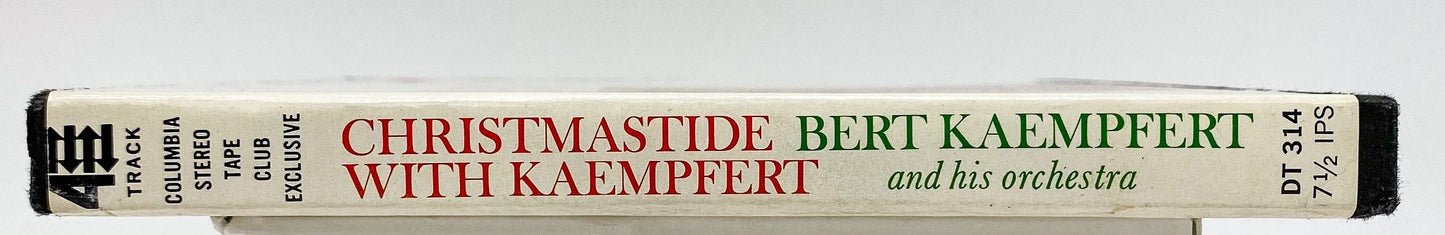 4
TRACK
COLUMBIA
STEREO
TAPE
CLUB
EXCLUSIVE
CHRISTMASTIDE
WITH KAEMPFERT
BERT KAEMPFERT
and his orchestra
DT 314
7½ IPS